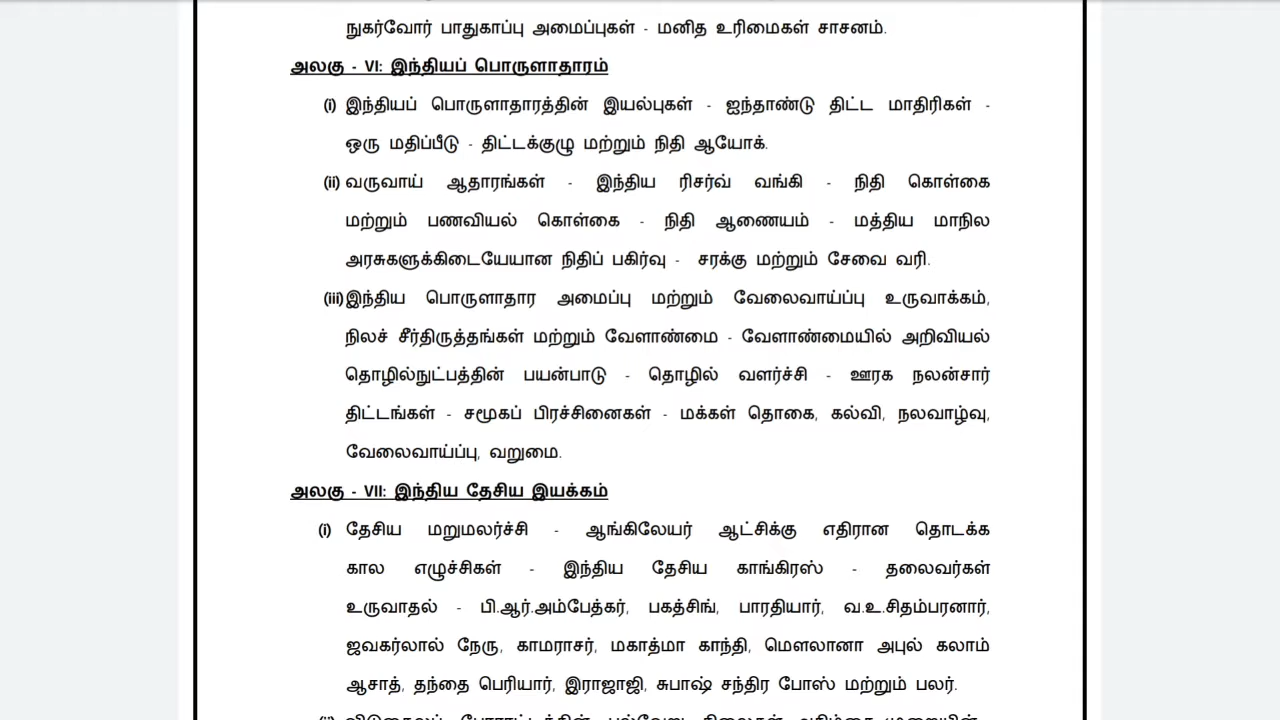 நுகர்வோர் பாதுகாப்பு அமைப்புகள் - மனித உரிமைகள் சாசனம்.
அலகு - VI: இந்தியப் பொருளாதாரம்
(i) இந்தியப் பொருளாதாரத்தின் இயல்புகள் - ஐந்தாண்டு திட்ட மாதிரிகள் -
ஒரு மதிப்பீடு - திட்டக்குழு மற்றும் நிதி ஆயோக்.
(ii) வருவாய் ஆதாரங்கள் - இந்திய ரிசர்வ் வங்கி - நிதி கொள்கை
மற்றும் பணவியல் கொள்கை - நிதி ஆணையம் - மத்திய மாநில
அரசுகளுக்கிடையேயான நிதிப் பகிர்வு - சரக்கு மற்றும் சேவை வரி.
(iii) இந்திய பொருளாதார அமைப்பு மற்றும் வேலைவாய்ப்பு உருவாக்கம்,
நிலச் சீர்திருத்தங்கள் மற்றும் வேளாண்மை - வேளாண்மையில் அறிவியல்
தொழில்நுட்பத்தின் பயன்பாடு - தொழில் வளர்ச்சி - ஊரக நலன்சார்
திட்டங்கள் - சமூகப் பிரச்சினைகள் - மக்கள் தொகை, கல்வி, நலவாழ்வு,
வேலைவாய்ப்பு, வறுமை.
அலகு - VII: இந்திய தேசிய இயக்கம்
(i) தேசிய மறுமலர்ச்சி - ஆங்கிலேயர் ஆட்சிக்கு எதிரான தொடக்க
கால எழுச்சிகள் - இந்திய தேசிய காங்கிரஸ் - தலைவர்கள்
உருவாதல் - பி.ஆர்.அம்பேத்கர், பகத்சிங், பாரதியார், வ.உ.சிதம்பரனார்,
ஜவகர்லால் நேரு, காமராசர், மகாத்மா காந்தி, மௌலானா அபுல் கலாம்
ஆசாத், தந்தை பெரியார், இராஜாஜி, சுபாஷ் சந்திர போஸ் மற்றும் பலர்.